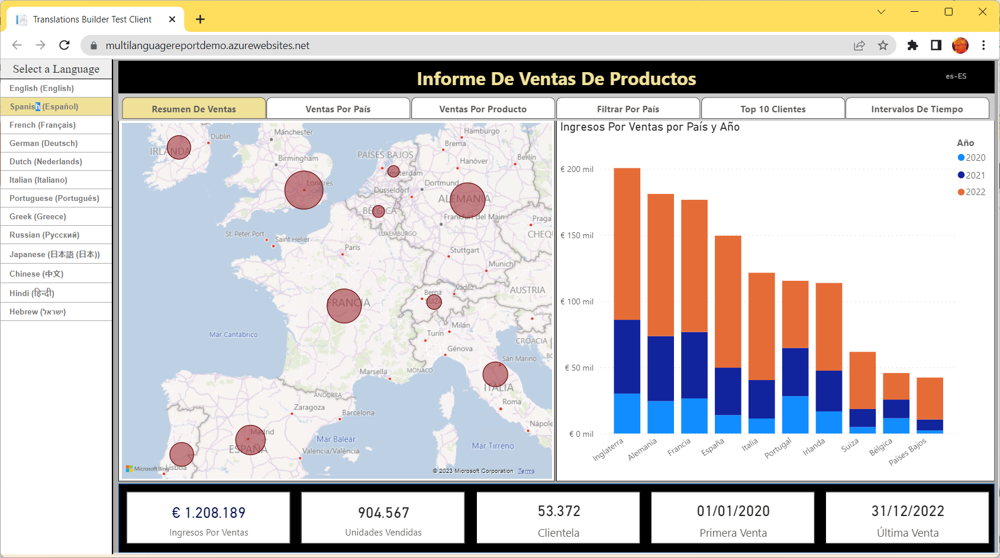 Translations Builder Test Client
multilanguagereportdemo.azurewebsites.net
Select a Language
English (English)
Spanish (Español)
French (Français)
German (Deutsch)
Dutch (Nederlands)
Italian (Italiano)
Portuguese (Português)
Greek (Greece)
Russian (Русский)
Japanese (日本語 (日本))
Chinese (中文)
Hindi (हिन्दी)
Hebrew (ישראל)
Informe De Ventas De Productos
es-ES
Resumen De Ventas
Ventas Por País
Ventas Por Producto
Filtrar Por País
Top 10 Clientes
Intervalos De Tiempo
Hamburgo
Mánchester
Dublín
Brema
IRLANDA
PAÍSES BAJOS
Berlín
Birmingham
Hanóver
Ámsterdam
Londres
Dortmund
Dusseldorf
ALEMANIA
BÉLGICA
Frankfurt del Main
Praga
St. Peter Port
LUXEMBURGO
CHEQ
Saint Helier
París
Stuttgart
Munich
Berna
Vadüz
AUSTRIA
SUIZA
FRANCIA
Ljubljana
Milán
Mar Cantábrico
Turín
CROACIA
Génova
San Marino
BC
Marsella
MÓNACO
ITALIA
ANDORRA
Roma
Zaragoza
Barcelona
Nápole
Madrid
Mar Balear
Mar Tirreno
ESPAÑA
Valencia/València
Lisboa
Microsoft Bing
© 2023 Microsoft Corporation Terms
Ingresos Por Ventas por País y Año
Año
2020
2021
2022
€ 200 mil
€ 150 mil
€ 100 mil
€ 50 mil
€ 0 mil
Inglaterra
Alemania
Francia
España
Italia
Portugal
Irlanda
Suiza
Bélgica
Países Bajos
€ 1.208.189
Ingresos Por Ventas
904.567
Unidades Vendidas
53.372
Clientela
01/01/2020
Primera Venta
31/12/2022
Última Venta